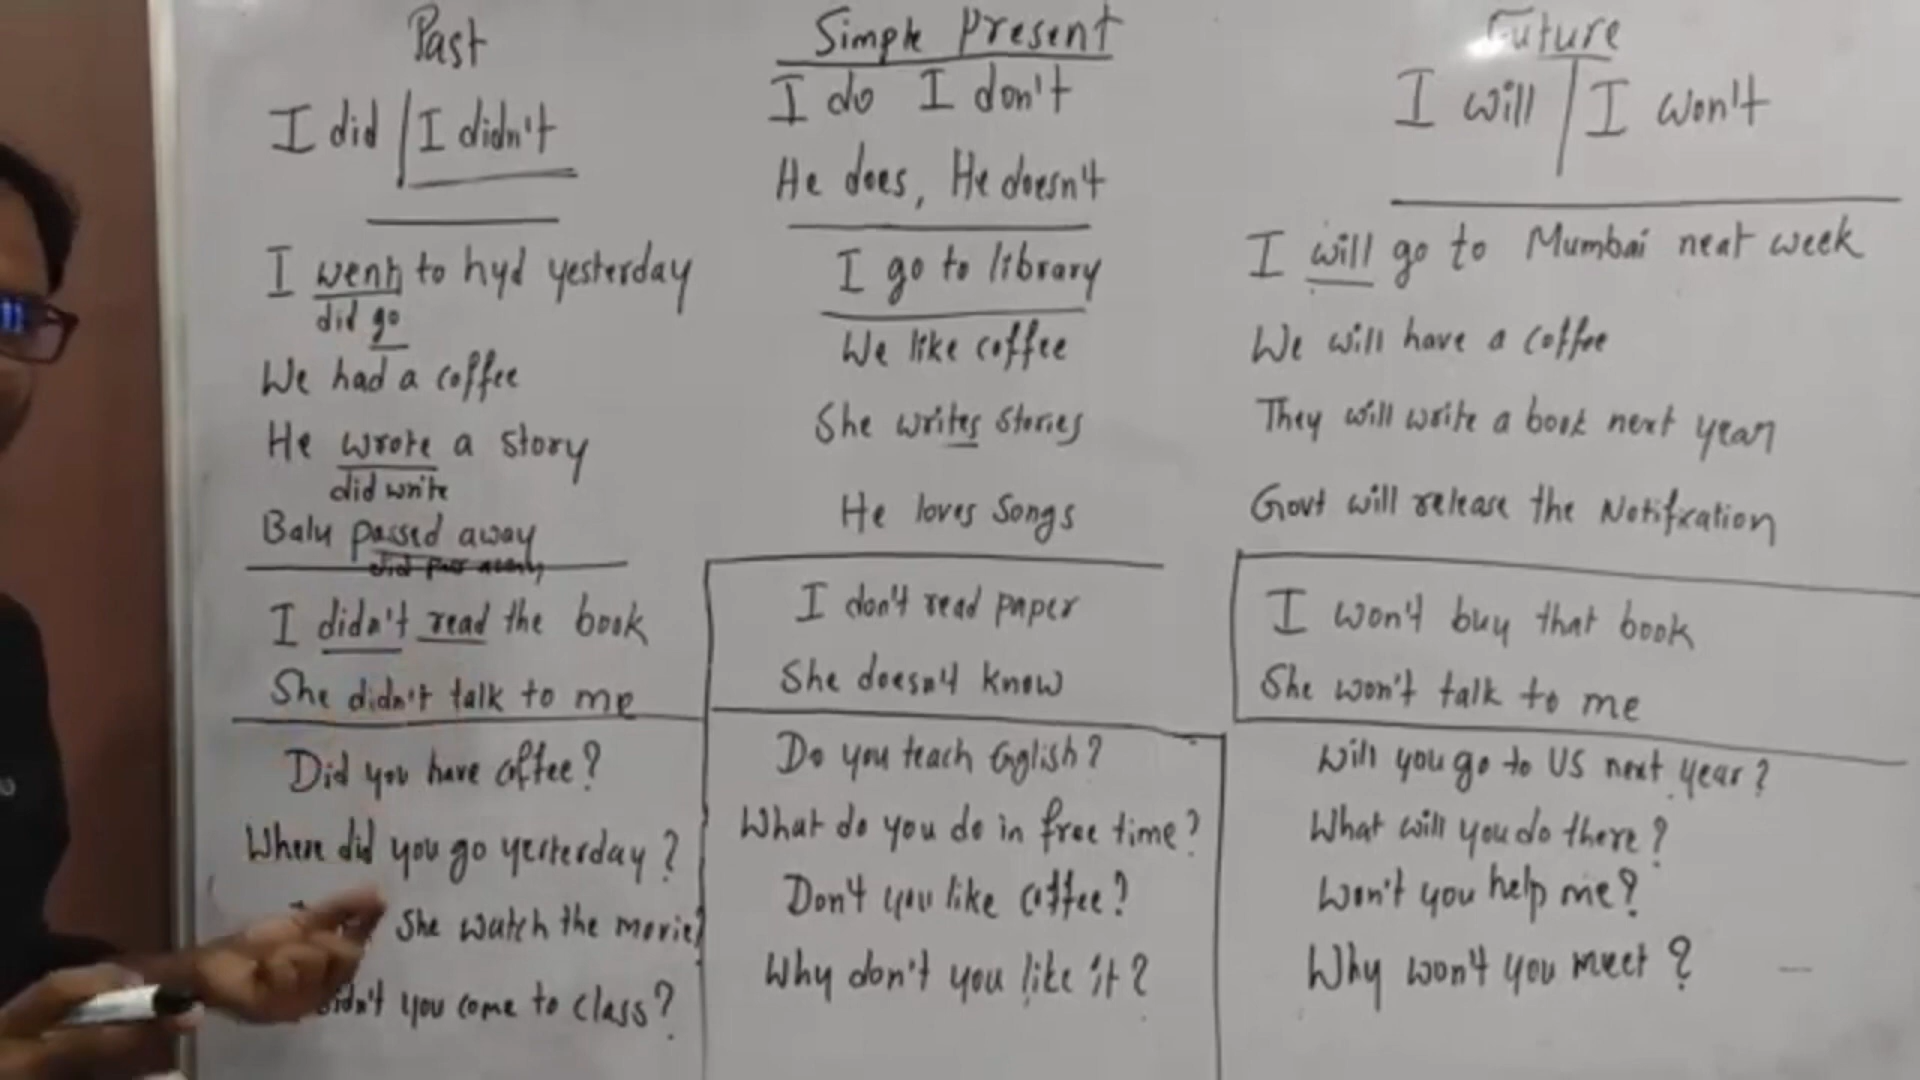 Past
I did | I didn't
I went to hyd yesterday
did go
We had a coffee
He wrote a story
did write
Balu passed away
did pass away
I didn't read the book
She didn't talk to me
Did you have coffee?
Where did you go yesterday?
She watch the movie?
didn't you come to class?
Simple Present
I do I don't
He does, He doesn't
I go to library
We like coffee
She writes stories
He loves songs
I don't read paper
She doesn't know
Do you teach English?
What do you do in free time?
Don't you like coffee?
Why don't you like it?
Future
I will | I won't
I will go to Mumbai next week
We will have a coffee
They will write a book next year
Govt will release the Notification
I won't buy that book
She won't talk to me
Will you go to US next year?
What will you do there?
Won't you help me?
Why won't you meet?